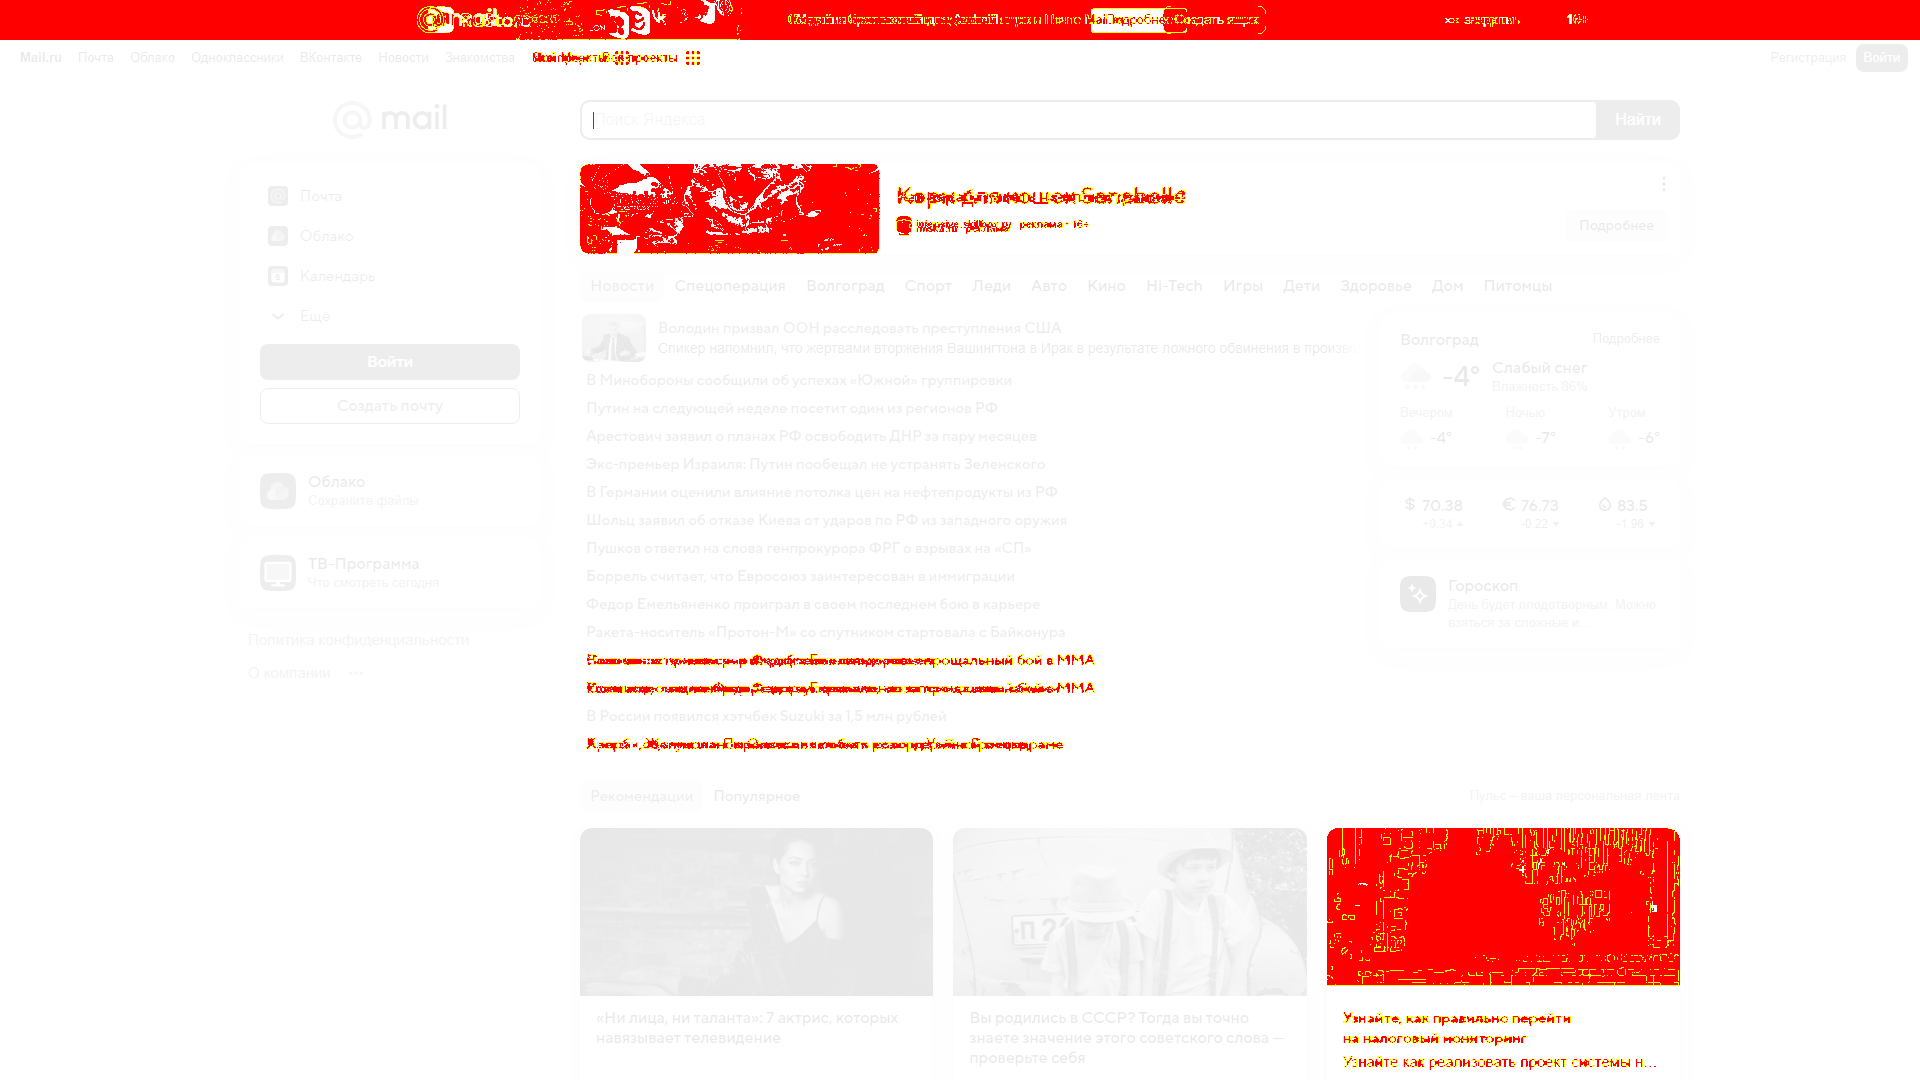 Mail.ru Почта Облако Одноклассники ВКонтакте Новости Знакомства проекты Регистрация Войти
@ mail
Поиск Яндекса Найти
Почта
Облако
Календарь
Ещё
Войти
Создать почту
Облако
Сохраните файлы
ТВ-Программа
Что смотреть сегодня
Политика конфиденциальности
О компании
реклама · 16+
Подробнее
Новости Спецоперация Волгоград Спорт Леди Авто Кино Hi-Tech Игры Дети Здоровье Дом Питомцы
Володин призвал ООН расследовать преступления США
Спикер напомнил, что жертвами вторжения Вашингтона в Ирак в результате ложного обвинения в произв
В Минобороны сообщили об успехах «Южной» группировки
Путин на следующей неделе посетит один из регионов РФ
Арестович заявил о планах РФ освободить ДНР за пару месяцев
Экс-премьер Израиля: Путин пообещал не устранять Зеленского
В Германии оценили влияние потолка цен на нефтепродукты из РФ
Шольц заявил об отказе Киева от ударов по РФ из западного оружия
Пушков ответил на слова генпрокурора ФРГ о взрывах на «СП»
Боррель считает, что Евросоюз заинтересован в иммиграции
Федор Емельяненко проиграл в своем последнем бою в карьере
Ракета-носитель «Протон-М» со спутником стартовала с Байконура
прощальный бой в ММА
ММА
В России появился хэтчбек Suzuki за 1,5 млн рублей
Волгоград Подробнее
-4° Слабый снег
Влажность 86%
Вечером Ночью Утром
-4° -7° -6°
$ 70.38 € 76.73 83.5
+0.34 -0.22 -1.96
Гороскоп
День будет плодотворным. Можно
взяться за сложные и...
Рекомендации Популярное Пульс – ваша персональная лента
«Ни лица, ни таланта»: 7 актрис, которых
навязывает телевидение
Вы родились в СССР? Тогда вы точно
знаете значение этого советского слова —
проверьте себя
Узнайте, как правильно перейти
на налоговый мониторинг
Узнайте как реализовать проект системы н...